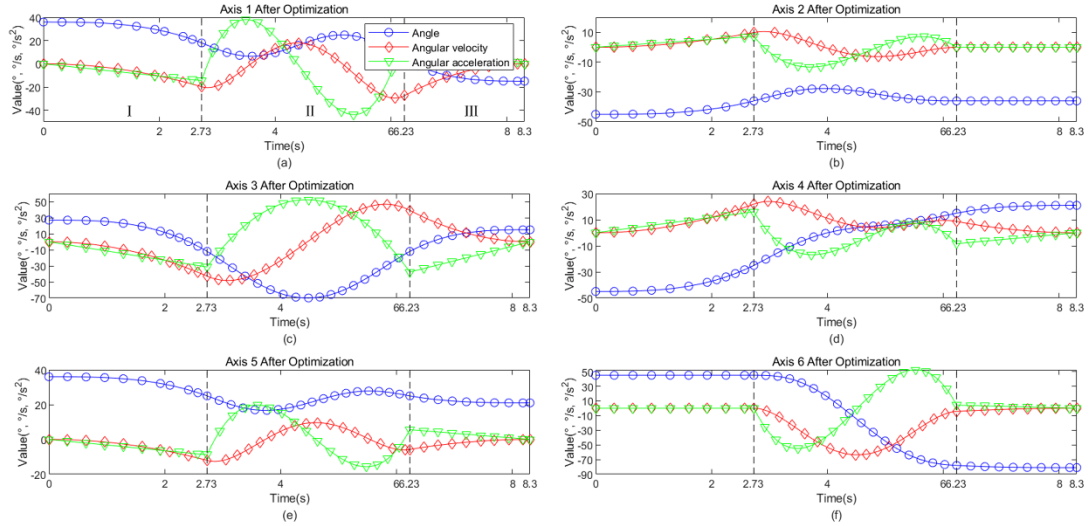 Axis 1 After Optimization
Value(°, °/s, °/s²)
40
20
0
-20
-40
Angle
Angular velocity
Angular acceleration
I
II
III
0
2
2.73
4
66.23
8
8.3
Time(s)
(a)
Axis 2 After Optimization
Value(°, °/s, °/s²)
30
10
-10
-30
-50
0
2
2.73
4
66.23
8
8.3
Time(s)
(b)
Axis 3 After Optimization
Value(°, °/s, °/s²)
50
30
10
-10
-30
-50
-70
0
2
2.73
4
66.23
8
8.3
Time(s)
(c)
Axis 4 After Optimization
Value(°, °/s, °/s²)
30
10
-10
-30
-50
0
2
2.73
4
66.23
8
8.3
Time(s)
(d)
Axis 5 After Optimization
Value(°, °/s, °/s²)
40
20
0
-20
0
2
2.73
4
66.23
8
8.3
Time(s)
(e)
Axis 6 After Optimization
Value(°, °/s, °/s²)
50
30
10
-10
-30
-50
-70
-90
0
2
2.73
4
66.23
8
8.3
Time(s)
(f)